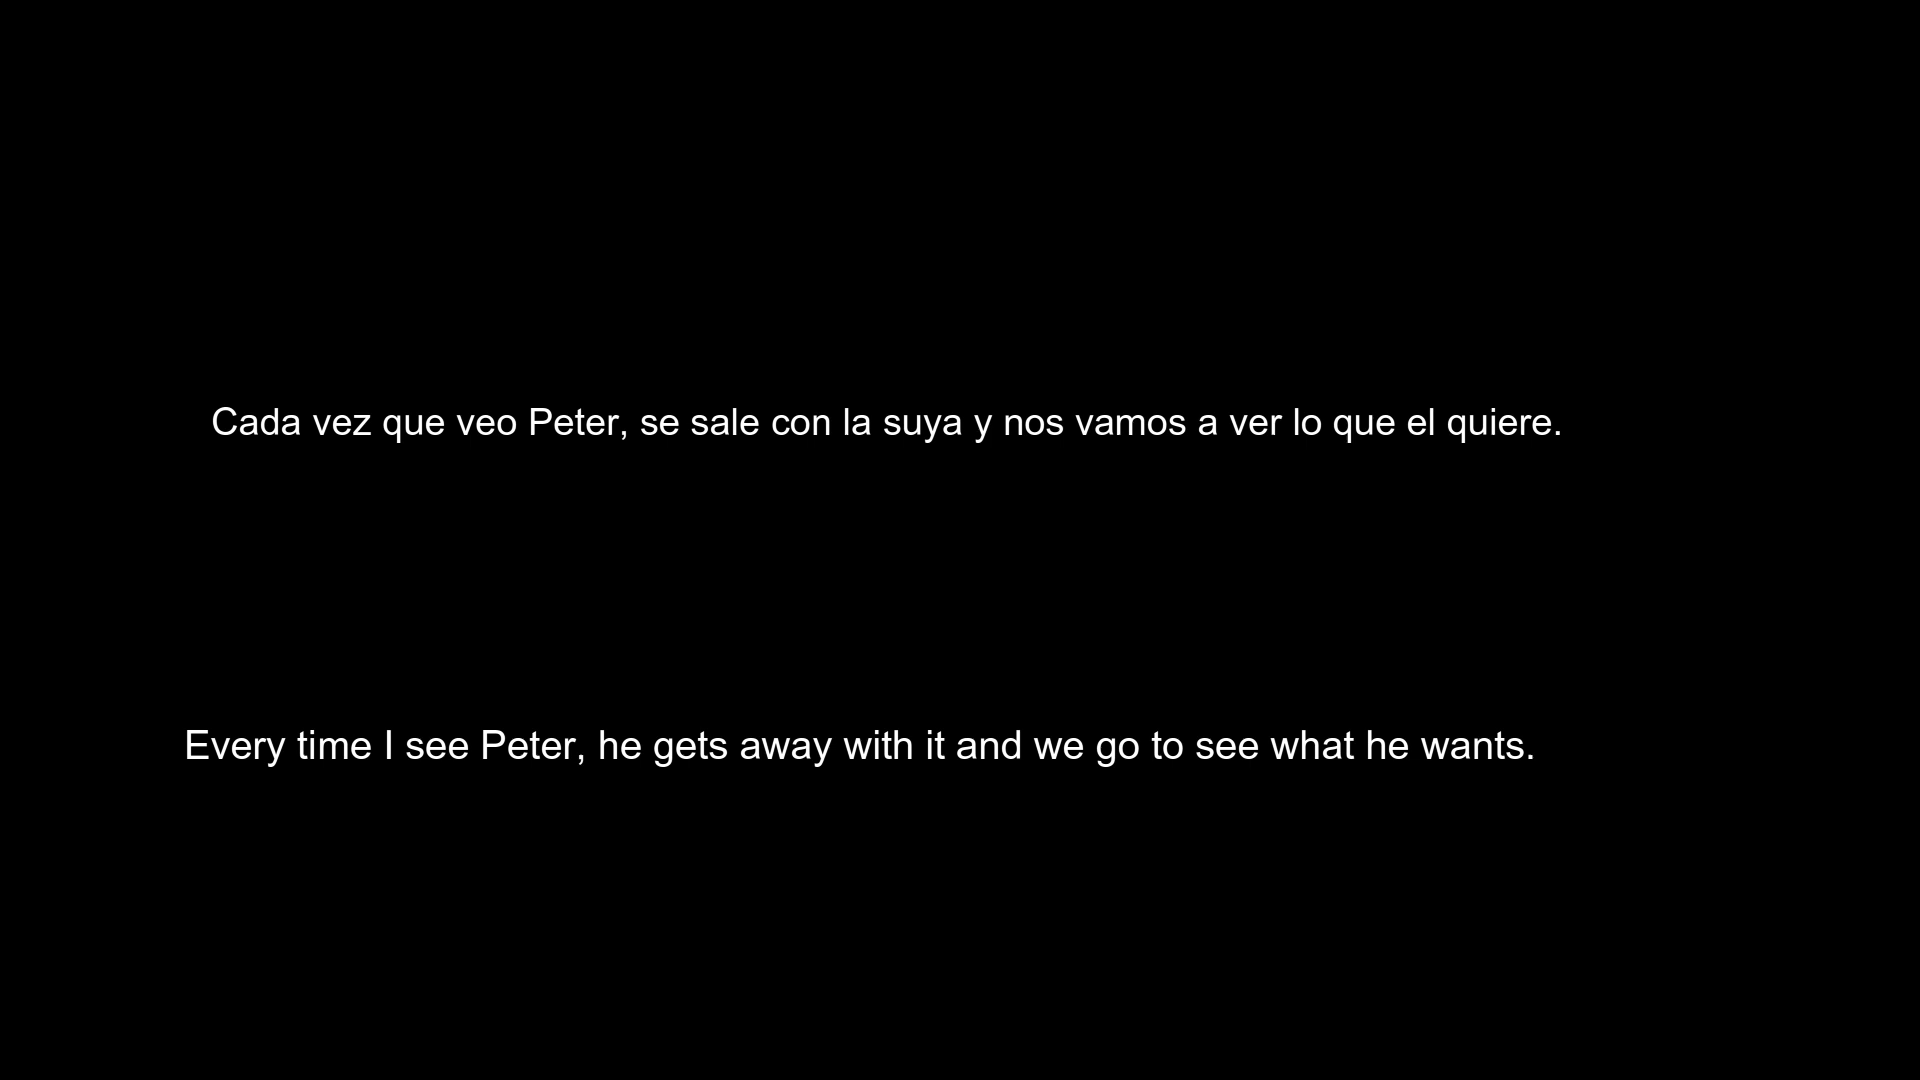 Cada vez que veo Peter, se sale con la suya y nos vamos a ver lo que el quiere.
Every time I see Peter, he gets away with it and we go to see what he wants.